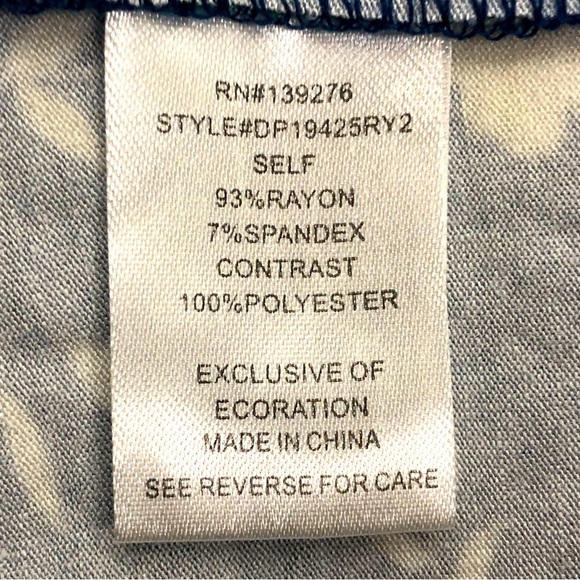 RN#139276
STYLE#DP19425RY2
SELF
93%RAYON
7%SPANDEX
CONTRAST
100%POLYESTER
EXCLUSIVE OF
ECORATION
MADE IN CHINA
SEE REVERSE FOR CARE